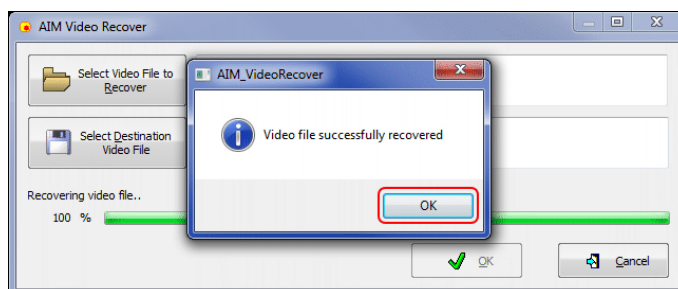 AIM Video Recover
Select Video File to
Recover
AIM_VideoRecover
Video file successfully recovered
Select Destination
Video File
Recovering video file..
100 %
OK
OK
Cancel